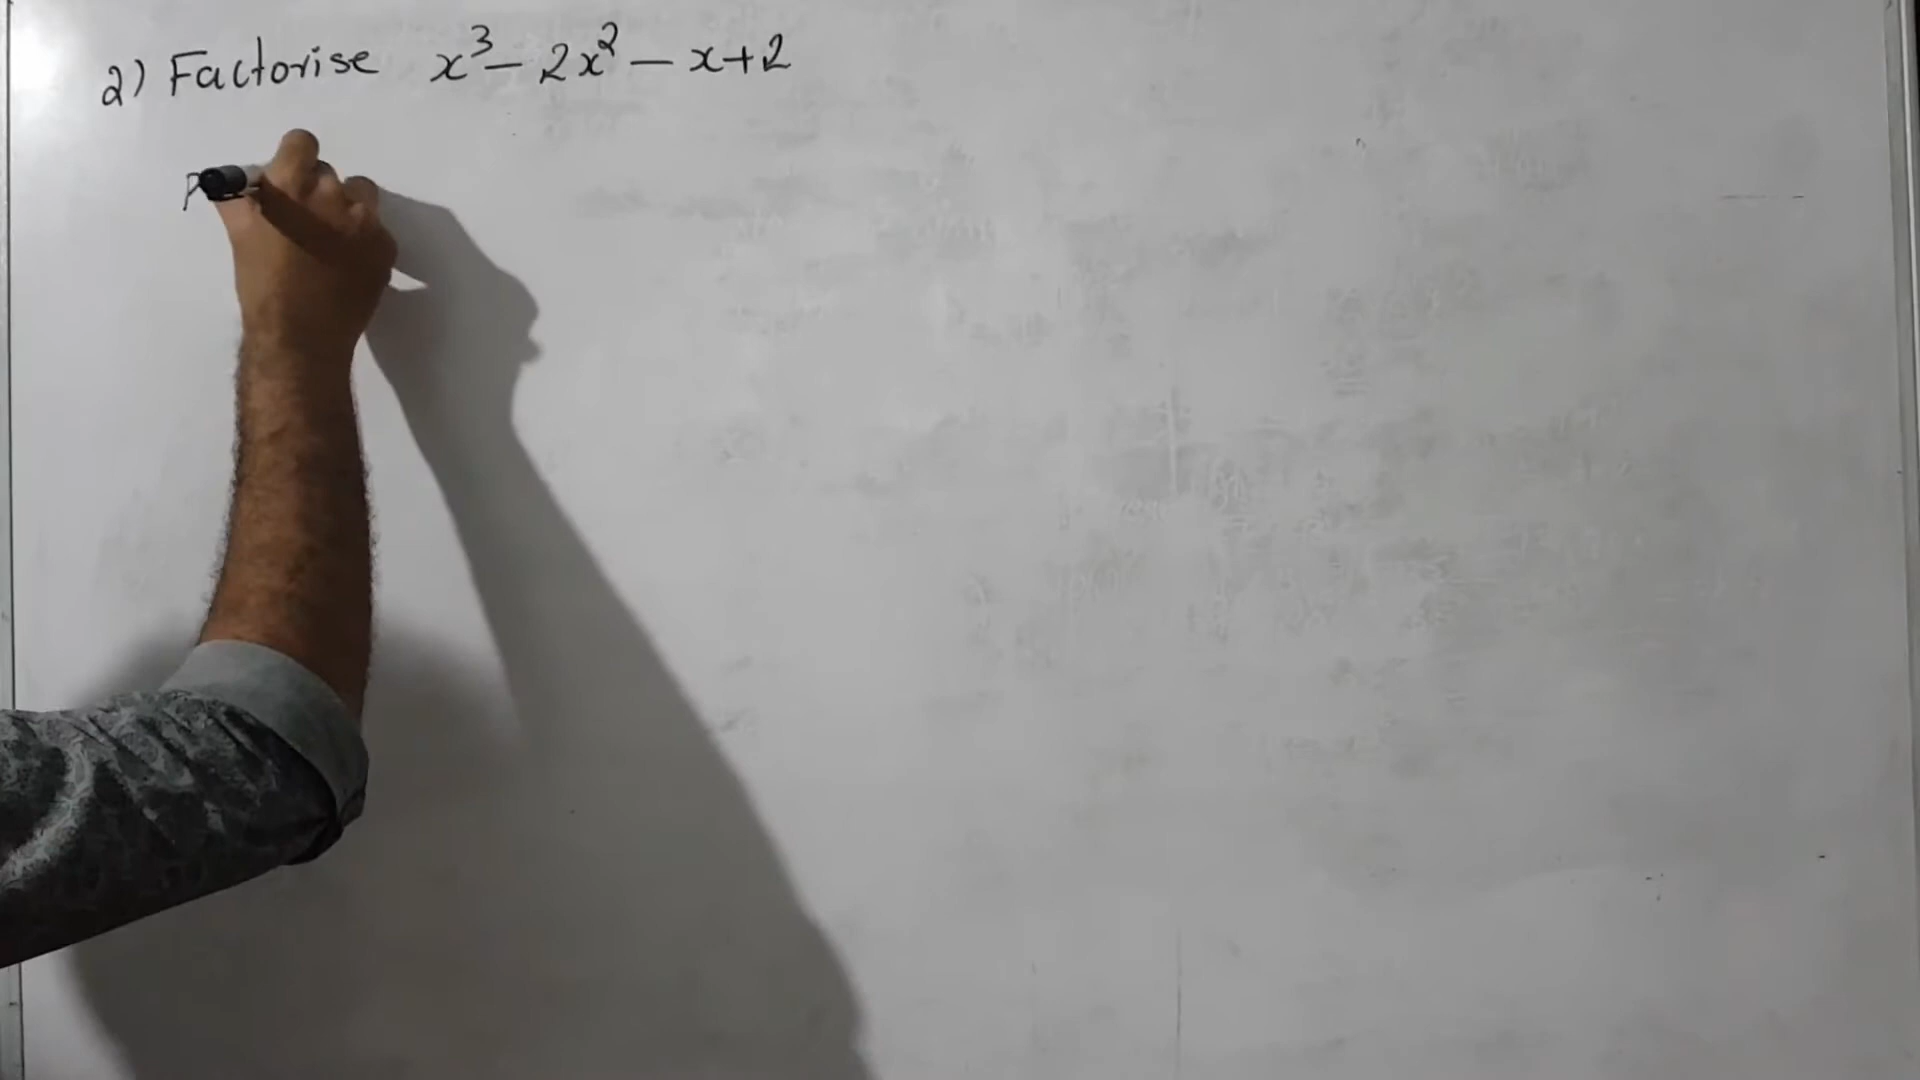 2) Factorise x³ - 2x² - x + 2
P